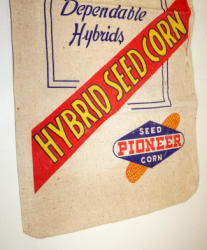 Dependable
Hybrids
HYBRID SEED CORN
SEED
PIONEER
CORN